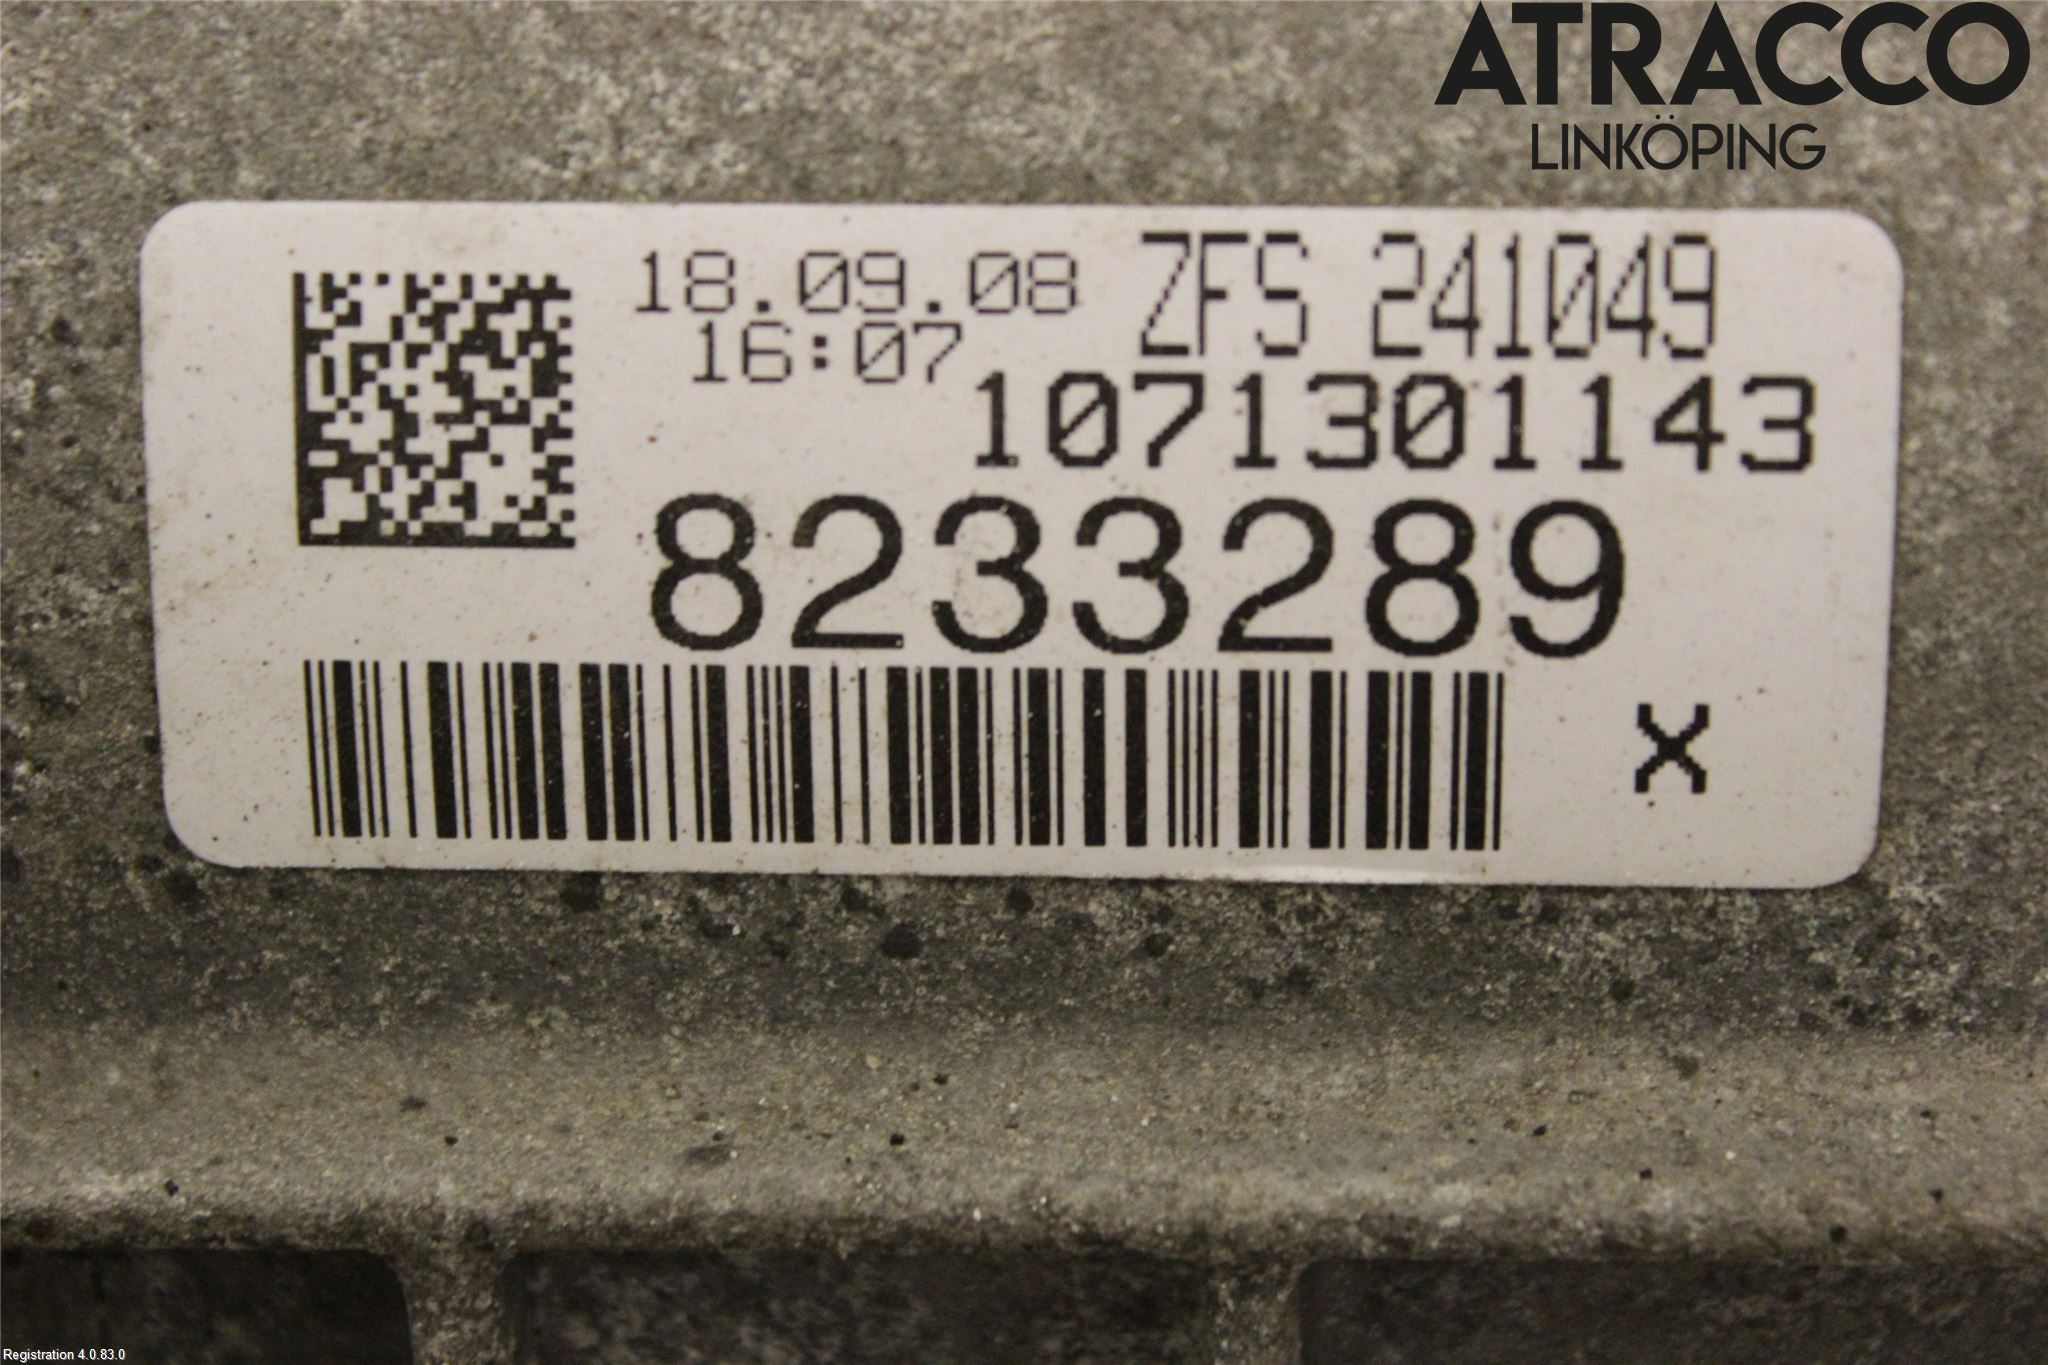 ATRACCO
LINKÖPING
18.09.08 ZFS 241049
16:07
1071301143
8233289
X
Registration 4.0.83.0